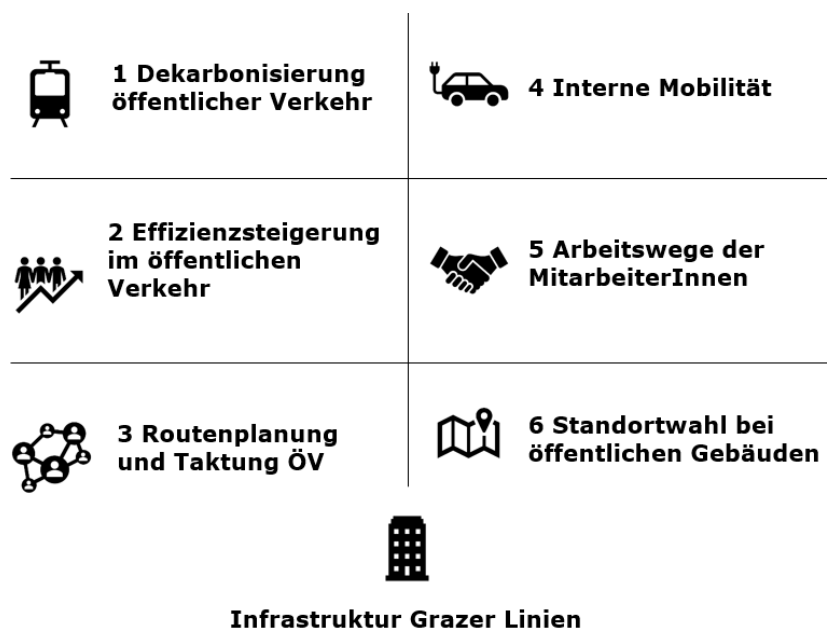 1 Dekarbonisierung
öffentlicher Verkehr
2 Effizienzsteigerung
im öffentlichen
Verkehr
3 Routenplanung
und Taktung ÖV
4 Interne Mobilität
5 Arbeitswege der
MitarbeiterInnen
6 Standortwahl bei
öffentlichen Gebäuden
Infrastruktur Grazer Linien